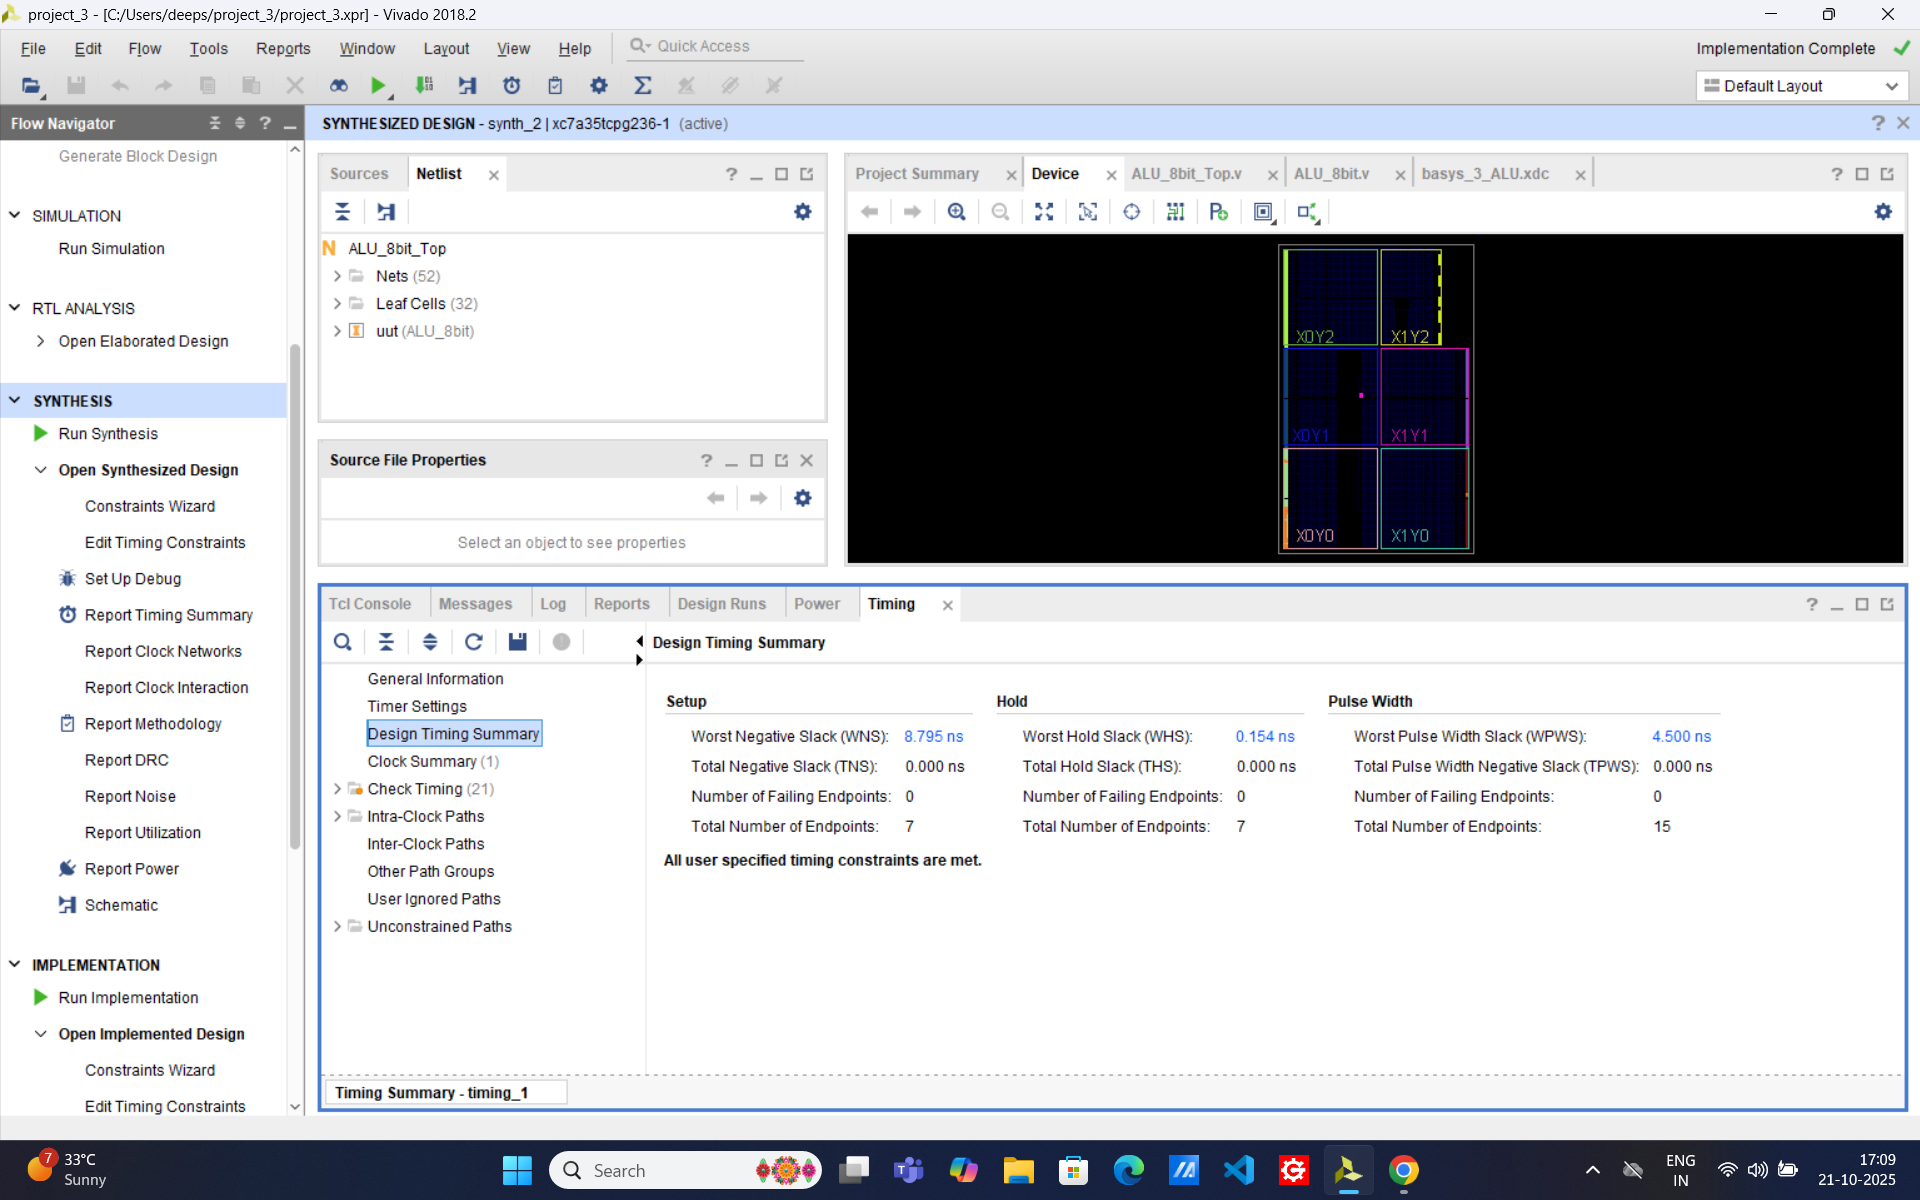 project_3 - [C:/Users/deeps/project_3/project_3.xpr] - Vivado 2018.2
File Edit Flow Tools Reports Window Layout View Help Quick Access
Implementation Complete
Default Layout
Flow Navigator
SYNTHESIZED DESIGN - synth_2 | xc7a35tcpg236-1 (active)
Generate Block Design
SIMULATION
Run Simulation
RTL ANALYSIS
Open Elaborated Design
SYNTHESIS
Run Synthesis
Open Synthesized Design
Constraints Wizard
Edit Timing Constraints
Set Up Debug
Report Timing Summary
Report Clock Networks
Report Clock Interaction
Report Methodology
Report DRC
Report Noise
Report Utilization
Report Power
Schematic
IMPLEMENTATION
Run Implementation
Open Implemented Design
Constraints Wizard
Edit Timing Constraints
Sources Netlist
N ALU_8bit_Top
Nets (52)
Leaf Cells (32)
uut (ALU_8bit)
Source File Properties
Select an object to see properties
Project Summary Device ALU_8bit_Top.v ALU_8bit.v basys_3_ALU.xdc
X0Y2 X1Y2
X0Y1 X1Y1
X0Y0 X1Y0
Tcl Console Messages Log Reports Design Runs Power Timing
Design Timing Summary
General Information
Timer Settings
Design Timing Summary
Clock Summary (1)
Check Timing (21)
Intra-Clock Paths
Inter-Clock Paths
Other Path Groups
User Ignored Paths
Unconstrained Paths
Setup Hold Pulse Width
Worst Negative Slack (WNS): 8.795 ns Worst Hold Slack (WHS): 0.154 ns Worst Pulse Width Slack (WPWS): 4.500 ns
Total Negative Slack (TNS): 0.000 ns Total Hold Slack (THS): 0.000 ns Total Pulse Width Negative Slack (TPWS): 0.000 ns
Number of Failing Endpoints: 0 Number of Failing Endpoints: 0 Number of Failing Endpoints: 0
Total Number of Endpoints: 7 Total Number of Endpoints: 7 Total Number of Endpoints: 15
All user specified timing constraints are met.
Timing Summary - timing_1
7
33°C
Sunny
Search
ENG
IN
17:09
21-10-2025